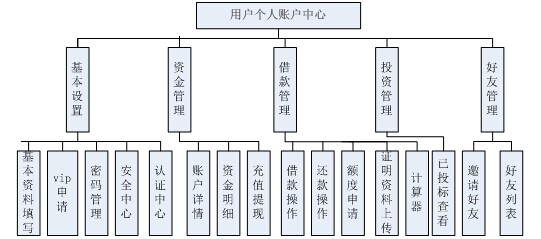 用户个人账户中心
基本设置
资金管理
借款管理
投资管理
好友管理
基本资料填写
vip申请
密码管理
安全中心
认证中心
账户详情
资金明细
充值提现
借款操作
还款操作
额度申请
证明资料上传
计算器
已投标查看
邀请好友
好友列表